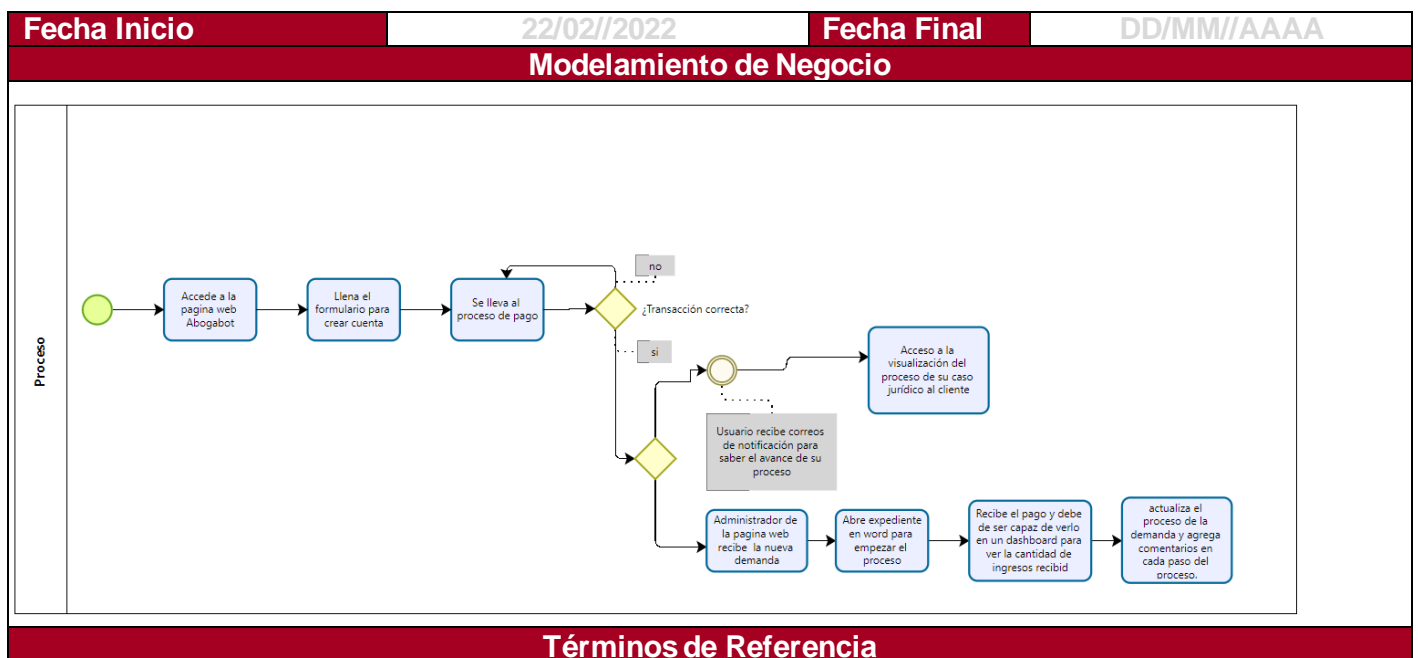 Fecha Inicio 22/02//2022 Fecha Final DD/MM//AAAA
Modelamiento de Negocio
Proceso
Accede a la
pagina web
Abogabot
Llena el
formulario para
crear cuenta
Se lleva al
proceso de pago
no
¿Transacción correcta?
si
Acceso a la
visualización del
proceso de su caso
jurídico al cliente
Usuario recibe correos
de notificación para
saber el avance de su
proceso
Administrador de
la pagina web
recibe la nueva
demanda
Abre expediente
en word para
empezar el
proceso
Recibe el pago y debe
de ser capaz de verlo
en un dashboard para
ver la cantidad de
ingresos recibid
actualiza el
proceso de la
demanda y agrega
comentarios en
cada paso del
proceso.
Términos de Referencia